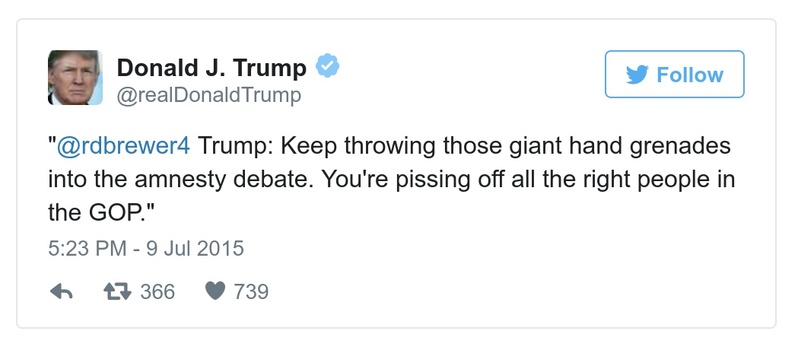 Donald J. Trump
@realDonaldTrump
Follow
"@rdbrewer4 Trump: Keep throwing those giant hand grenades
into the amnesty debate. You're pissing off all the right people in
the GOP."
5:23 PM - 9 Jul 2015
366 739